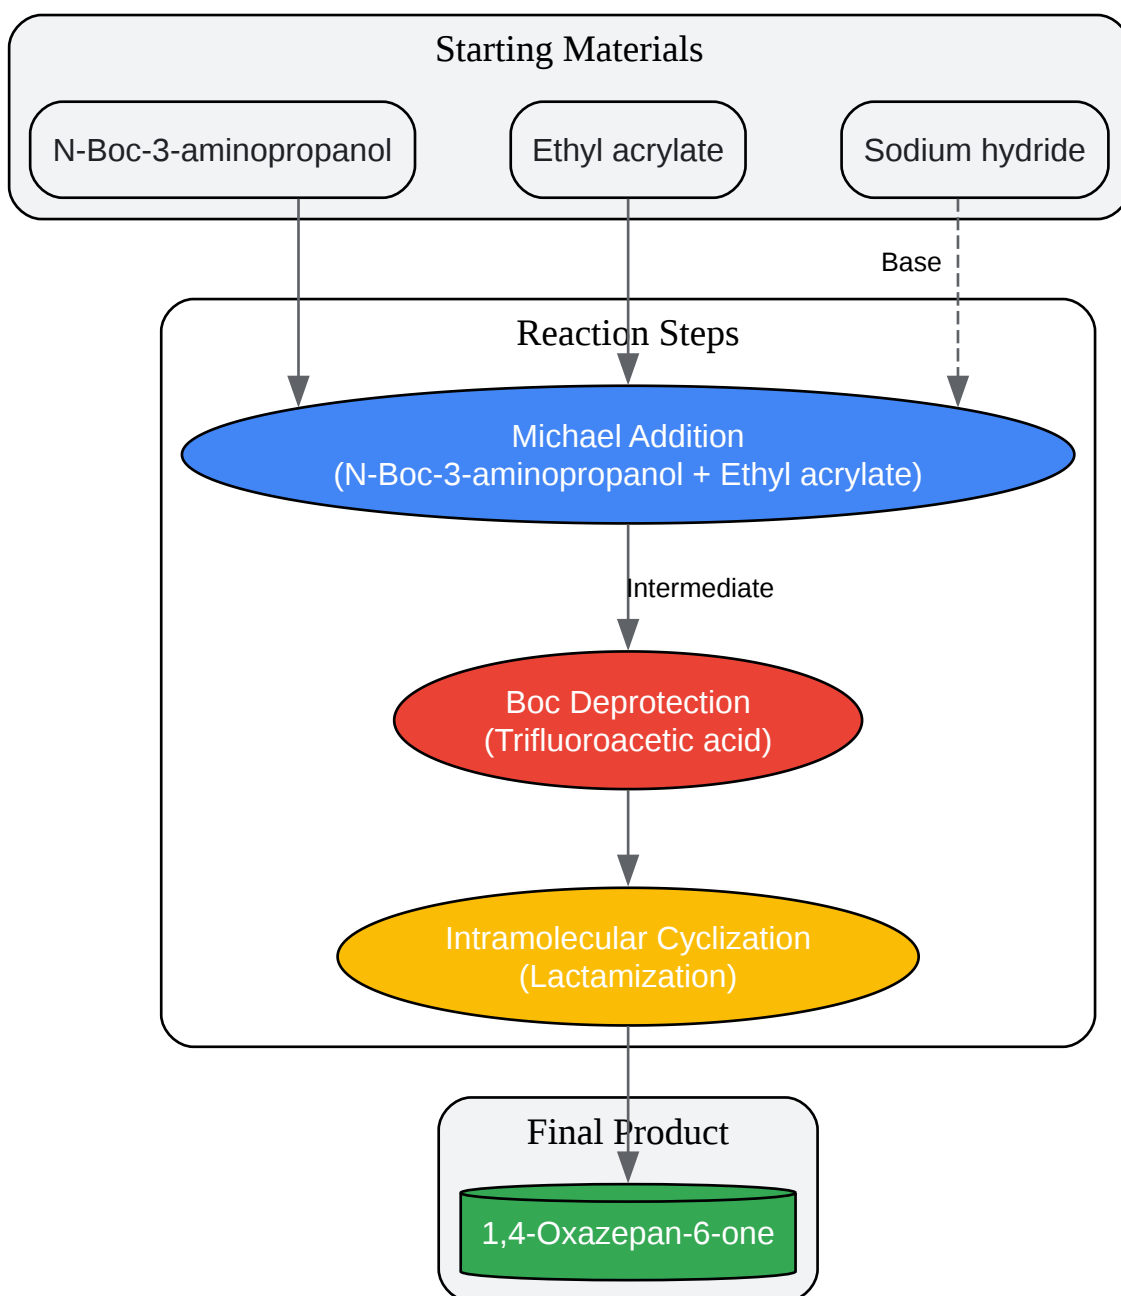 Starting Materials
N-Boc-3-aminopropanol
Ethyl acrylate
Sodium hydride
Base
Reaction Steps
Michael Addition
(N-Boc-3-aminopropanol + Ethyl acrylate)
Intermediate
Boc Deprotection
(Trifluoroacetic acid)
Intramolecular Cyclization
(Lactamization)
Final Product
1,4-Oxazepan-6-one